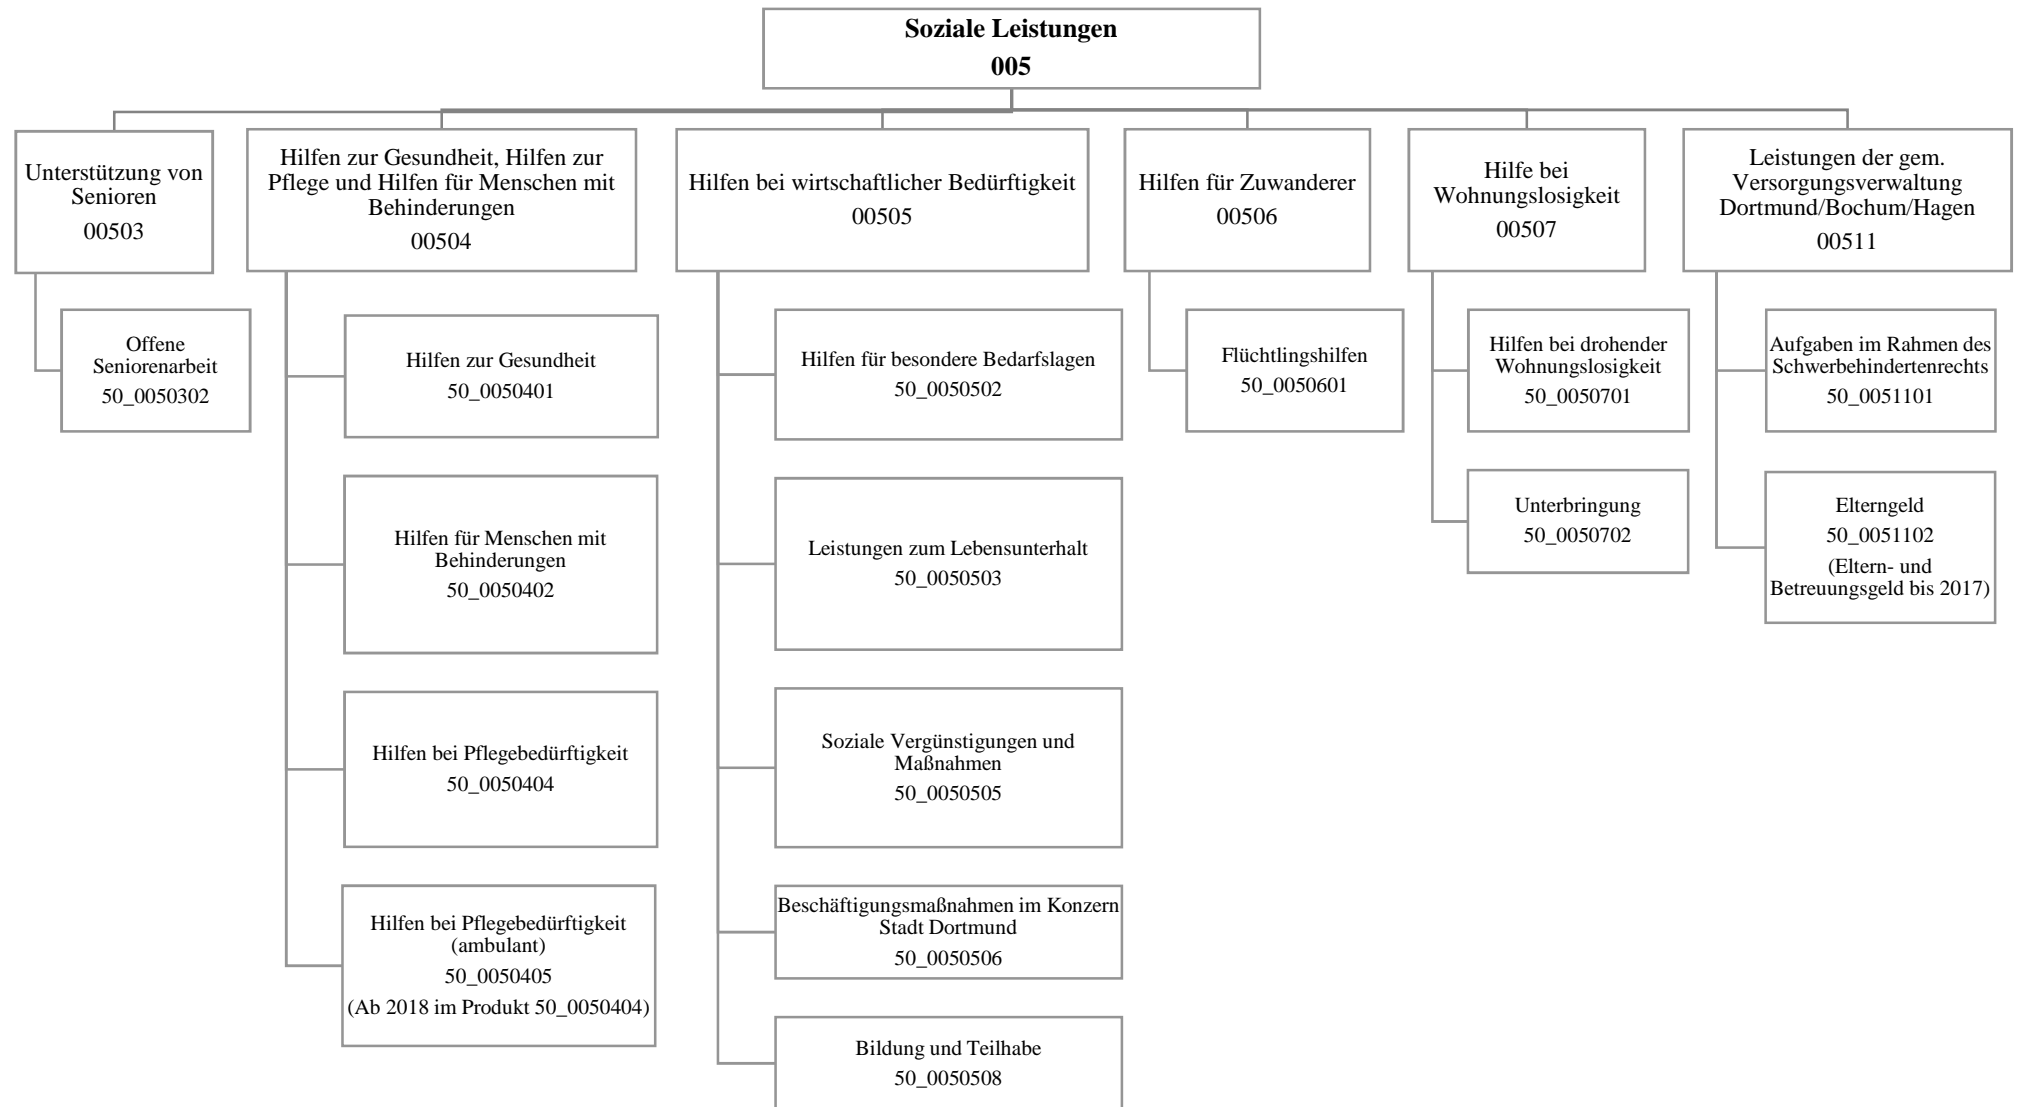 Soziale Leistungen
005
Unterstützung von
Senioren
00503
Hilfen zur Gesundheit, Hilfen zur
Pflege und Hilfen für Menschen mit
Behinderungen
00504
Hilfen bei wirtschaftlicher Bedürftigkeit
00505
Hilfen für Zuwanderer
00506
Hilfe bei
Wohnungslosigkeit
00507
Leistungen der gem.
Versorgungsverwaltung
Dortmund/Bochum/Hagen
00511
Offene
Seniorenarbeit
50_0050302
Hilfen zur Gesundheit
50_0050401
Hilfen für Menschen mit
Behinderungen
50_0050402
Hilfen bei Pflegebedürftigkeit
50_0050404
Hilfen bei Pflegebedürftigkeit
(ambulant)
50_0050405
(Ab 2018 im Produkt 50_0050404)
Hilfen für besondere Bedarfslagen
50_0050502
Leistungen zum Lebensunterhalt
50_0050503
Soziale Vergünstigungen und
Maßnahmen
50_0050505
Beschäftigungsmaßnahmen im Konzern
Stadt Dortmund
50_0050506
Bildung und Teilhabe
50_0050508
Flüchtlingshilfen
50_0050601
Hilfen bei drohender
Wohnungslosigkeit
50_0050701
Unterbringung
50_0050702
Aufgaben im Rahmen des
Schwerbehindertenrechts
50_0051101
Elterngeld
50_0051102
(Eltern- und
Betreuungsgeld bis 2017)